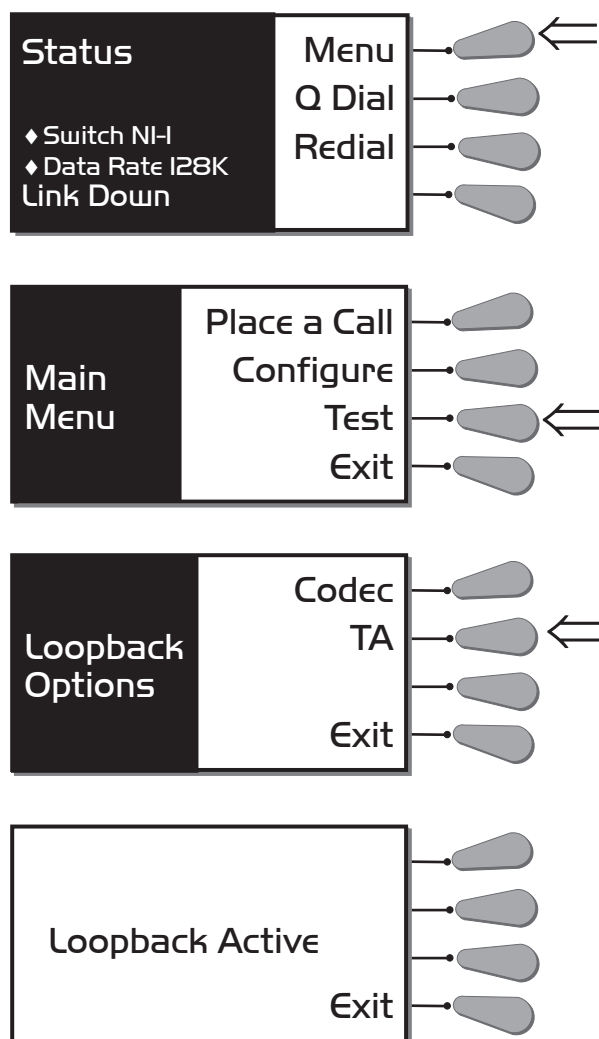 Status
Menu
Q Dial
Redial
♦ Switch NI-1
♦ Data Rate 128K
Link Down
Main
Menu
Place a Call
Configure
Test
Exit
Loopback
Options
Codec
TA
Exit
Loopback Active
Exit